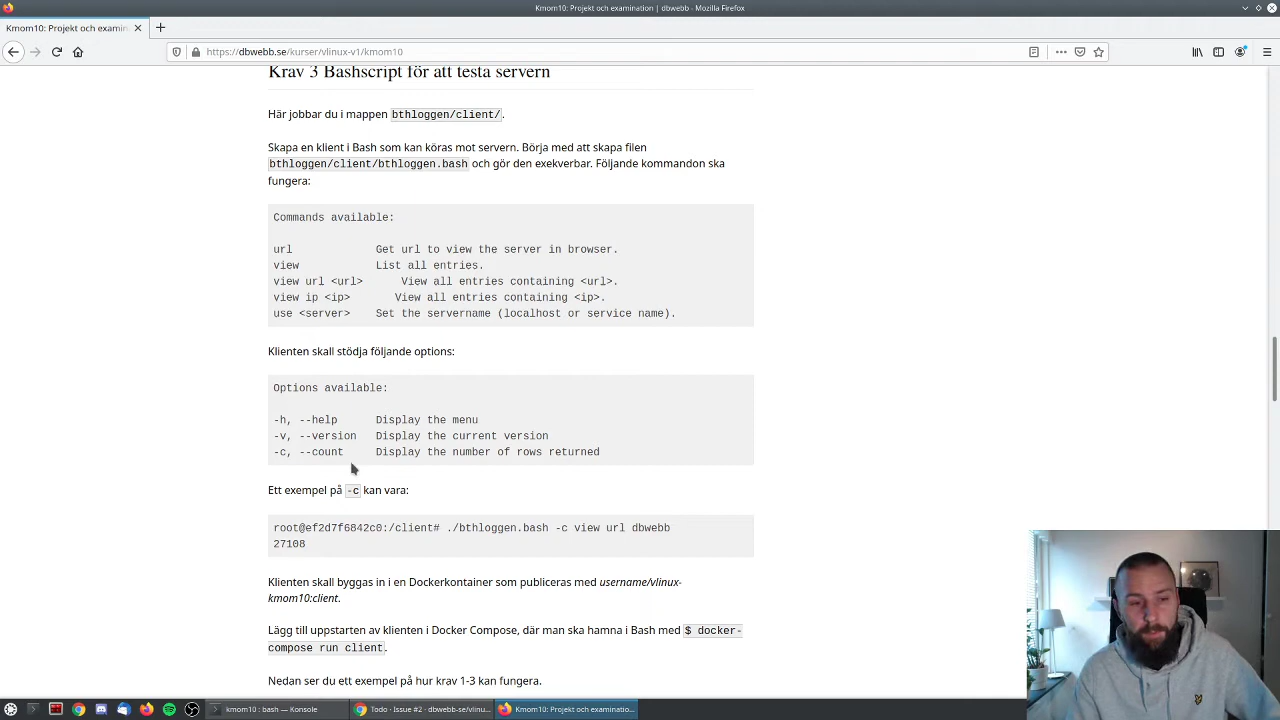 Kmom10: Projekt och examination | dbwebb - Mozilla Firefox
Kmom10: Projekt och examin
https://dbwebb.se/kurser/vlinux-v1/kmom10
Krav 3 Bashscript för att testa servern
Här jobbar du i mappen bthloggen/client/.
Skapa en klient i Bash som kan köras mot servern. Börja med att skapa filen
bthloggen/client/bthloggen.bash och gör den exekverbar. Följande kommandon ska
fungera:
Commands available:
url Get url to view the server in browser.
view List all entries.
view url <url> View all entries containing <url>.
view ip <ip> View all entries containing <ip>.
use <server> Set the servername (localhost or service name).
Klienten skall stödja följande options:
Options available:
-h, --help Display the menu
-v, --version Display the current version
-c, --count Display the number of rows returned
Ett exempel på -c kan vara:
root@ef2d7f6842c0:/client# ./bthloggen.bash -c view url dbwebb
27108
Klienten skall byggas in i en Dockerkontainer som publiceras med username/vlinux-
kmom10:client.
Lägg till uppstarten av klienten i Docker Compose, där man ska hamna i Bash med $ docker-
compose run client.
Nedan ser du ett exempel på hur krav 1-3 kan fungera.
kmom10 : bash — Konsole
Todo - Issue #2 - dbwebb-se/vlinu...
Kmom10: Projekt och examinatio...